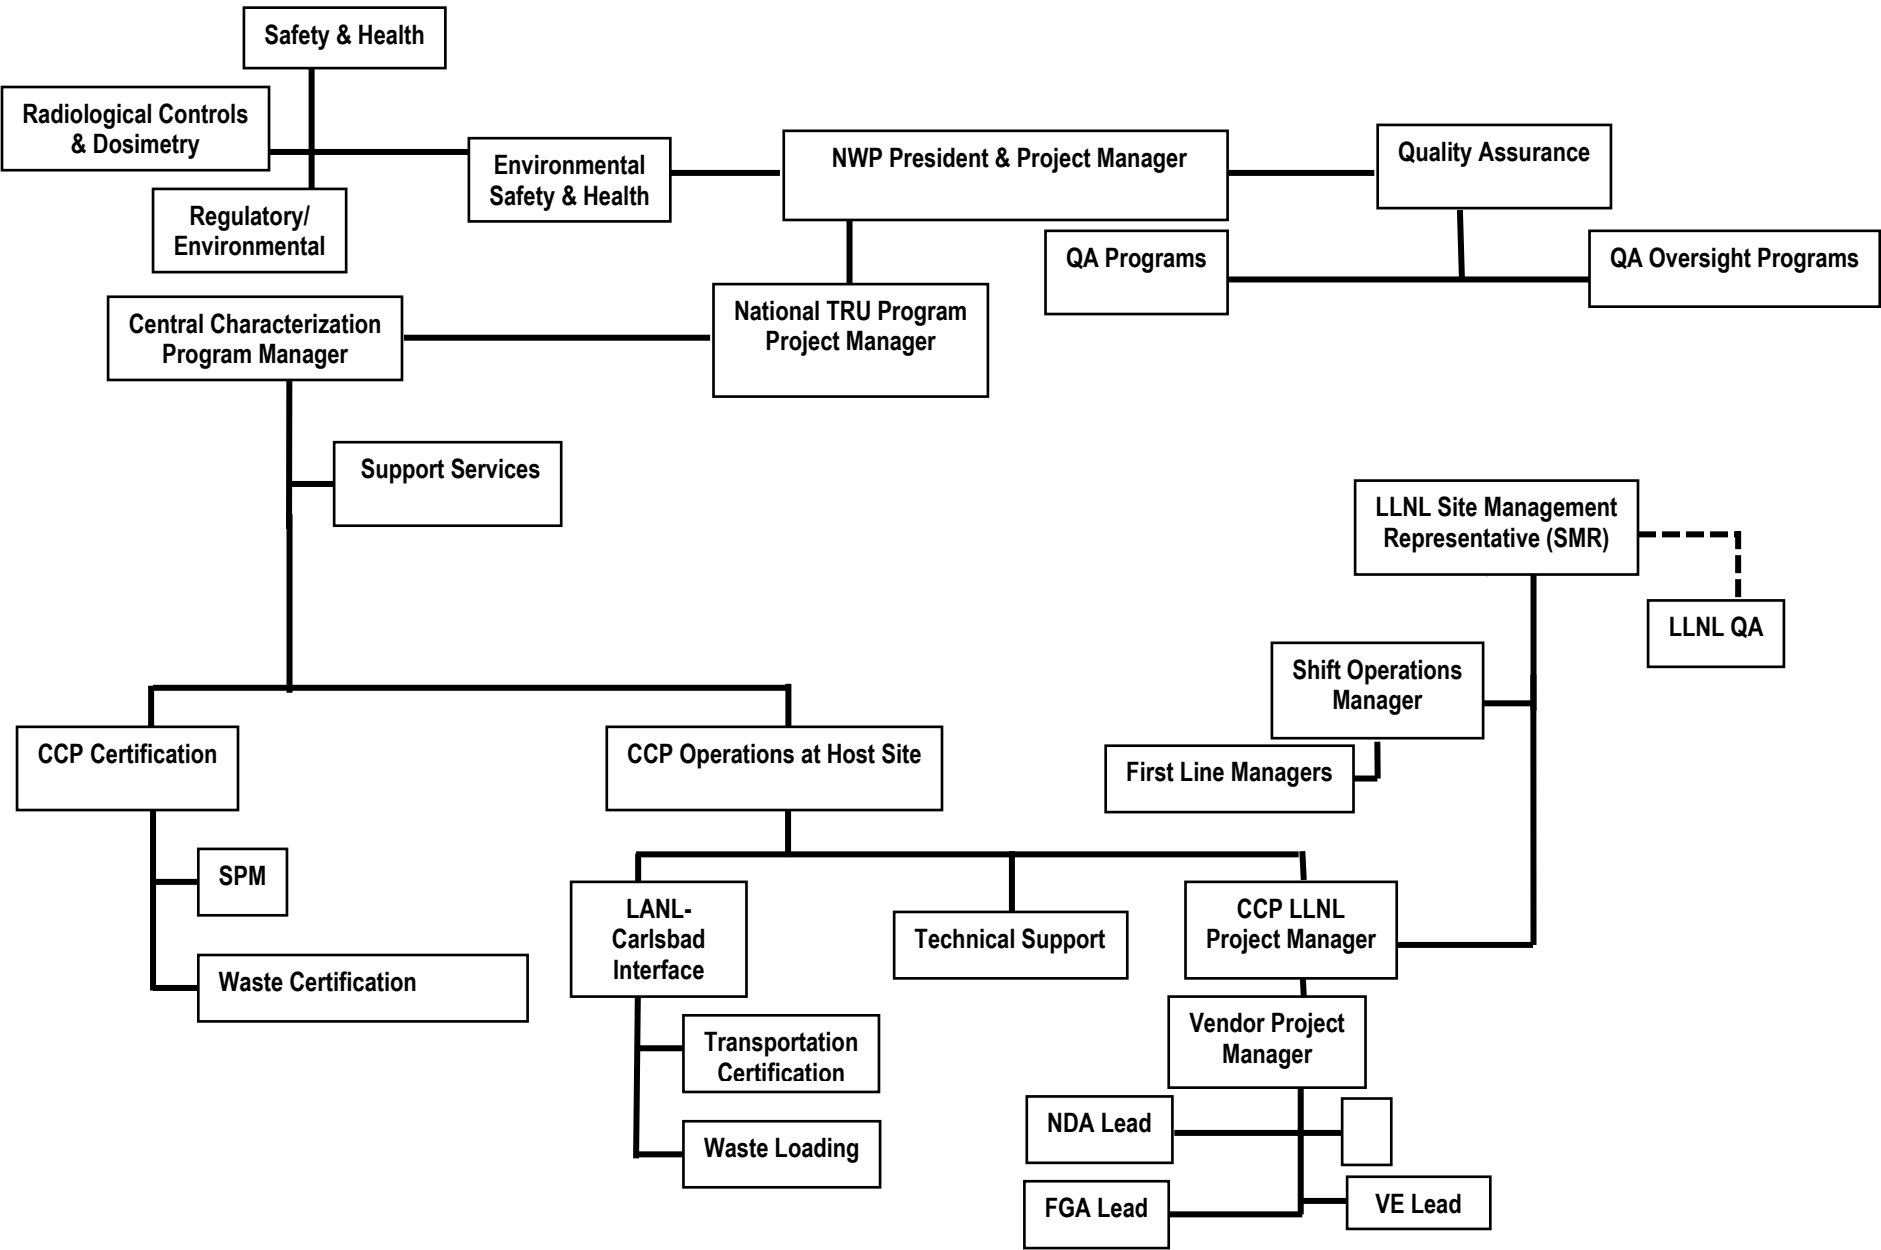 Safety & Health
Radiological Controls
& Dosimetry
Regulatory/
Environmental
Environmental
Safety & Health
NWP President & Project Manager
Quality Assurance
QA Programs
QA Oversight Programs
National TRU Program
Project Manager
Central Characterization
Program Manager
Support Services
LLNL Site Management
Representative (SMR)
LLNL QA
Shift Operations
Manager
First Line Managers
CCP Certification
CCP Operations at Host Site
SPM
Waste Certification
LANL-
Carlsbad
Interface
Technical Support
CCP LLNL
Project Manager
Transportation
Certification
Waste Loading
Vendor Project
Manager
NDA Lead
FGA Lead
VE Lead